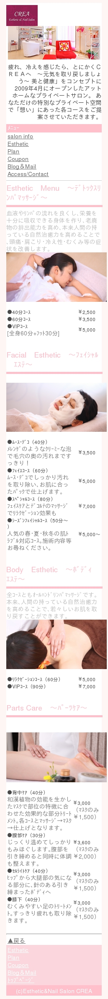 CREA
Esthetic & Nail Salon
疲れ、冷えを感じたら、とにかくＣ
ＲＥＡへ　～元気を取り戻しましょ
う～ 美と健康」をコンセプトに
2009年4月にオープンしたアット
ホームなプライベートサロン。 あ
なただけの特別なプライベート空間
で「想い」にあった各コースをご提
案させていただきます。
ﾒﾆｭｰ
salon info
Esthetic
Plan
Coupon
Blog＆Mail
Access/Contact
Esthetic　Menu　～ﾃﾞﾄｯｸｽﾘ
ﾝﾊﾟﾏｯｻｰｼﾞ～
血液やﾘﾝﾊﾟの流れを良くし､栄養を
十分に吸収できる身体を作り､老廃
物の排出能力を高め､本来人間の持
っている自然治癒力を高めることで
､頭痛･肩こり･冷え性･むくみ等の症
状を改善します。
●40分ｺｰｽ ￥2,500
●60分ｺｰｽ ￥3,500
●VIPｺｰｽ
[全身60分+ﾌｯﾄ30分] ￥5,000
Facial　Esthetic　～ﾌｪｲｼｬﾙ
　ｴｽﾃ～
●ﾑｰｽ･ﾃﾞｺ（40分）
ﾒﾚﾝｹﾞのようなｸﾘｰﾐｰな泡
で毛穴の奥の汚れまです
っきり！ ￥3,500
●ﾌｪｲｽｺｰｽ（60分）
ﾑｰｽ･ﾃﾞｺでしっかり汚れ
を取り除い､お肌に合っ
たﾊﾟｯｸで仕上げます。 ￥5,000
●ｽﾍﾟｼｬﾙｺｰｽ（80分）
ﾌｪｲｽｹｱとﾃﾞｺﾙﾃのﾏｯｻｰｼﾞ
でﾘﾗｸｾﾞｰｼｮﾝ効果も ￥7,000
●ｼｰｽﾞﾝﾌｪｲｼｬﾙｺｰｽ（50分～
）
人気の春･夏･秋冬の肌ﾄ
ﾗﾌﾞﾙ対応ｺｰｽ｡施術内容等
お尋ねください。 ￥5,000～
Body　Esthetic　～ﾎﾞﾃﾞｨ
ｴｽﾃ～
全ｺｰｽともｵｰﾙﾊﾝﾄﾞﾘﾝﾊﾟﾏｯｻｰｼﾞです。
本来､人間の持っている自然治癒力
を高めることで､若々しいお肌を取
り戻すことができます。
●ﾘﾗｸｾﾞｰｼｮﾝｺｰｽ（60分） ￥5,000
●VIPｺｰｽ（90分） ￥7,000
Parts Care　～ﾊﾟｰﾂｹｱ～
●背中ｹｱ（40分）
和漢植物の効能を生かし
たﾏｽｸで部位の特徴に合
わせた効果的な部分ﾄﾘｰﾄ
ﾒﾝﾄ｡各ｺｰｽとﾏｯｻｰｼﾞ→ﾏｽｸ
→仕上げとなります。
￥3,000
（ﾏｽｸのみ
￥1,500）
●腹部ｹｱ（30分）
じっくり温めてしっかり
もみほぐします｡腹部を
引き締めると同時に体調
も整えます。
￥3,600
（ﾏｽｸのみ
￥2,000）
●ｾﾙﾗｲﾄｹｱ（40分）
ﾋｯﾌﾟから大腿部の気にな
る部分に､針のある引き
締まったﾎﾞﾃﾞｨへ
￥3,000
（ﾏｽｸのみ
￥1,500）
●膝下（40分）
むくみやすい足のﾄﾘｰﾄﾒﾝ
ﾄ｡すっきり疲れも取り除
きます。
￥3,000
（ﾏｽｸのみ
￥1,500）
▲戻る
Esthetic
Plan
Coupon
Blog＆Mail
ﾄｯﾌﾟﾍﾟｰｼﾞ
(c)Esthetic&Nail Salon CREA